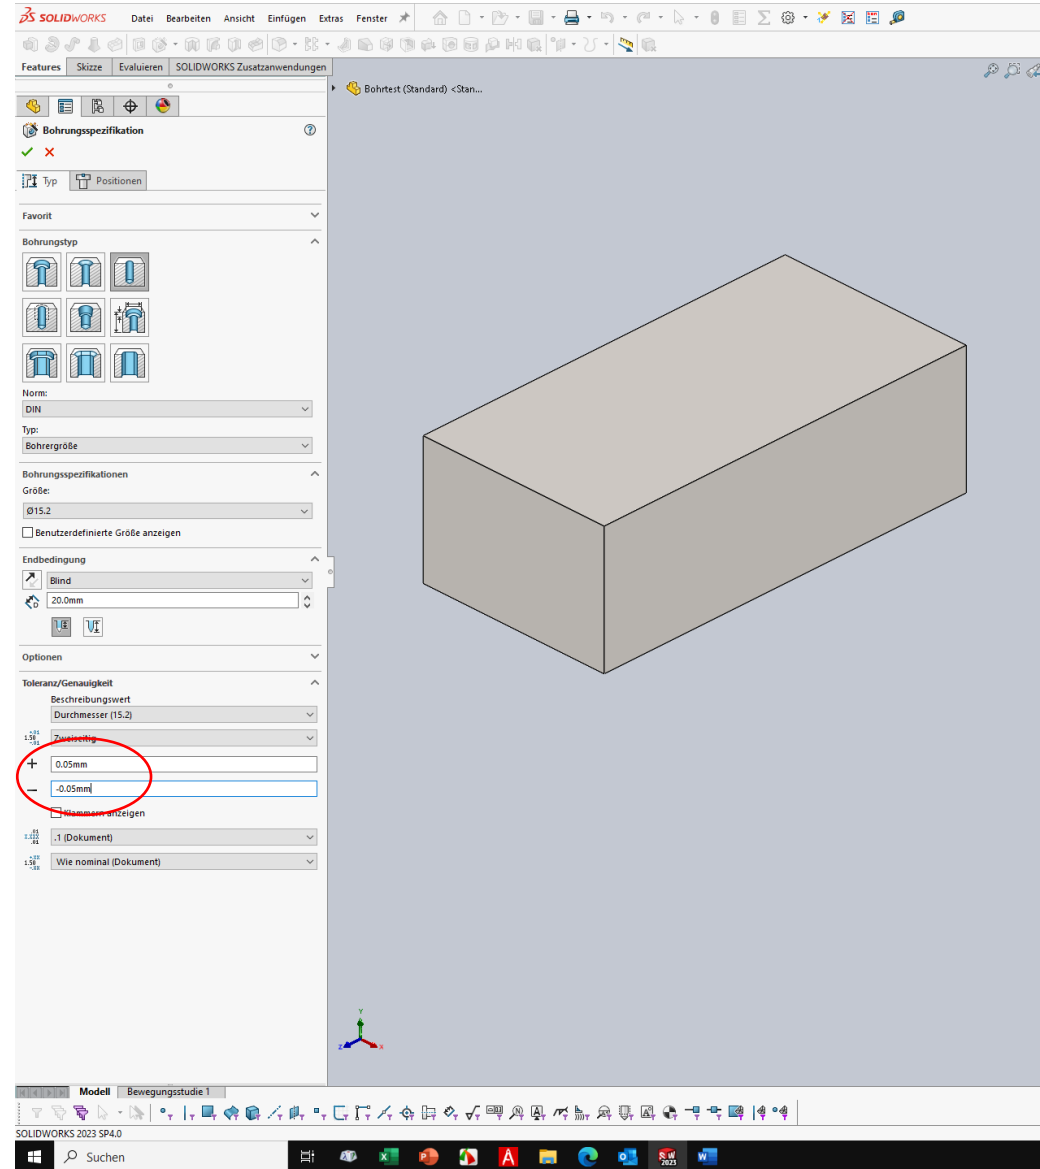 SOLIDWORKS Datei Bearbeiten Ansicht Einfügen Extras Fenster
Features Skizze Evaluieren SOLIDWORKS Zusatzanwendungen
Bohrtest (Standard) <Stan...
Bohrungsspezifikation
Typ Positionen
Favorit
Bohrungstyp
Norm:
DIN
Typ:
Bohrergröße
Bohrungsspezifikationen
Größe:
Ø15.2
Benutzerdefinierte Größe anzeigen
Endbedingung
Blind
20.0mm
Optionen
Toleranz/Genauigkeit
Beschreibungswert
Durchmesser (15.2)
Zweiseitig
+ 0.05mm
- -0.05mm
Klammern anzeigen
.1 (Dokument)
Wie nominal (Dokument)
Y
Z X
Modell Bewegungsstudie 1
SOLIDWORKS 2023 SP4.0
Suchen